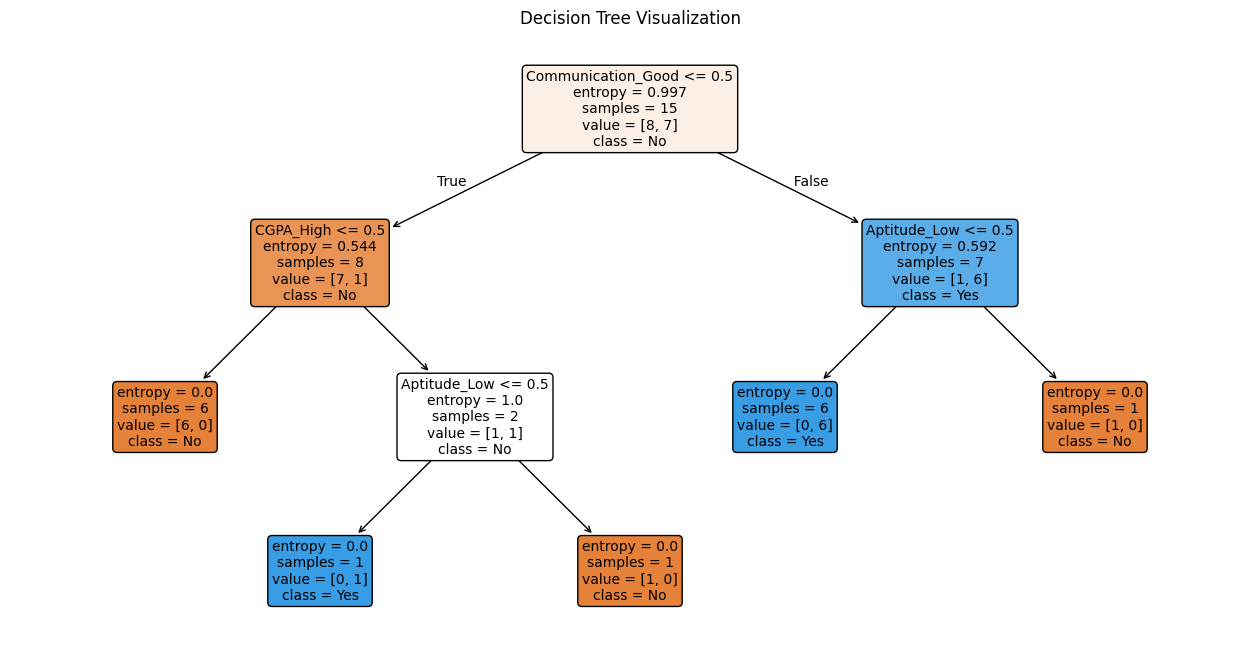 Decision Tree Visualization
Communication_Good <= 0.5
entropy = 0.997
samples = 15
value = [8, 7]
class = No
True
False
CGPA_High <= 0.5
entropy = 0.544
samples = 8
value = [7, 1]
class = No
Aptitude_Low <= 0.5
entropy = 0.592
samples = 7
value = [1, 6]
class = Yes
entropy = 0.0
samples = 6
value = [6, 0]
class = No
Aptitude_Low <= 0.5
entropy = 1.0
samples = 2
value = [1, 1]
class = No
entropy = 0.0
samples = 6
value = [0, 6]
class = Yes
entropy = 0.0
samples = 1
value = [1, 0]
class = No
entropy = 0.0
samples = 1
value = [0, 1]
class = Yes
entropy = 0.0
samples = 1
value = [1, 0]
class = No